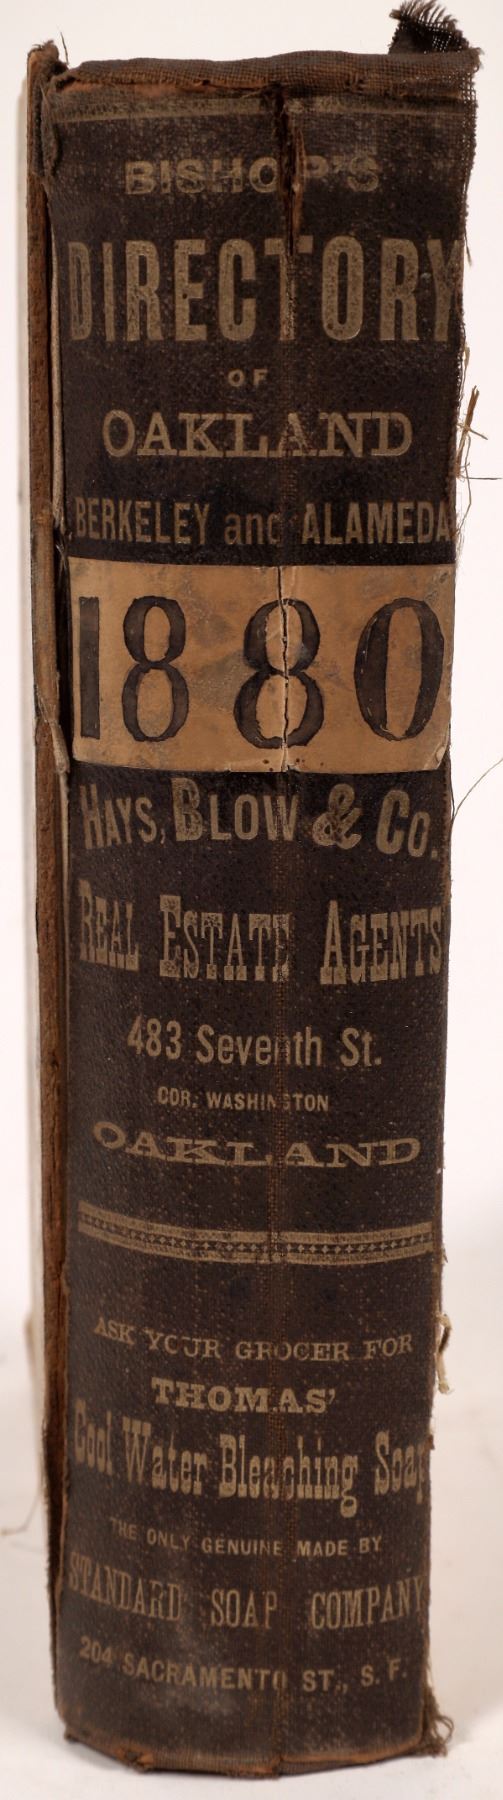 BISHOP'S
DIRECTORY
OF
OAKLAND
BERKELEY and ALAMEDA
1880
HAYS, BLOW & CO.
REAL ESTATE AGENTS
483 Seventh St.
COR. WASHINGTON
OAKLAND
ASK YOUR GROCER FOR
THOMAS'
Cool Water Bleaching Soap
THE ONLY GENUINE MADE BY
STANDARD SOAP COMPANY
204 SACRAMENTO ST., S. F.